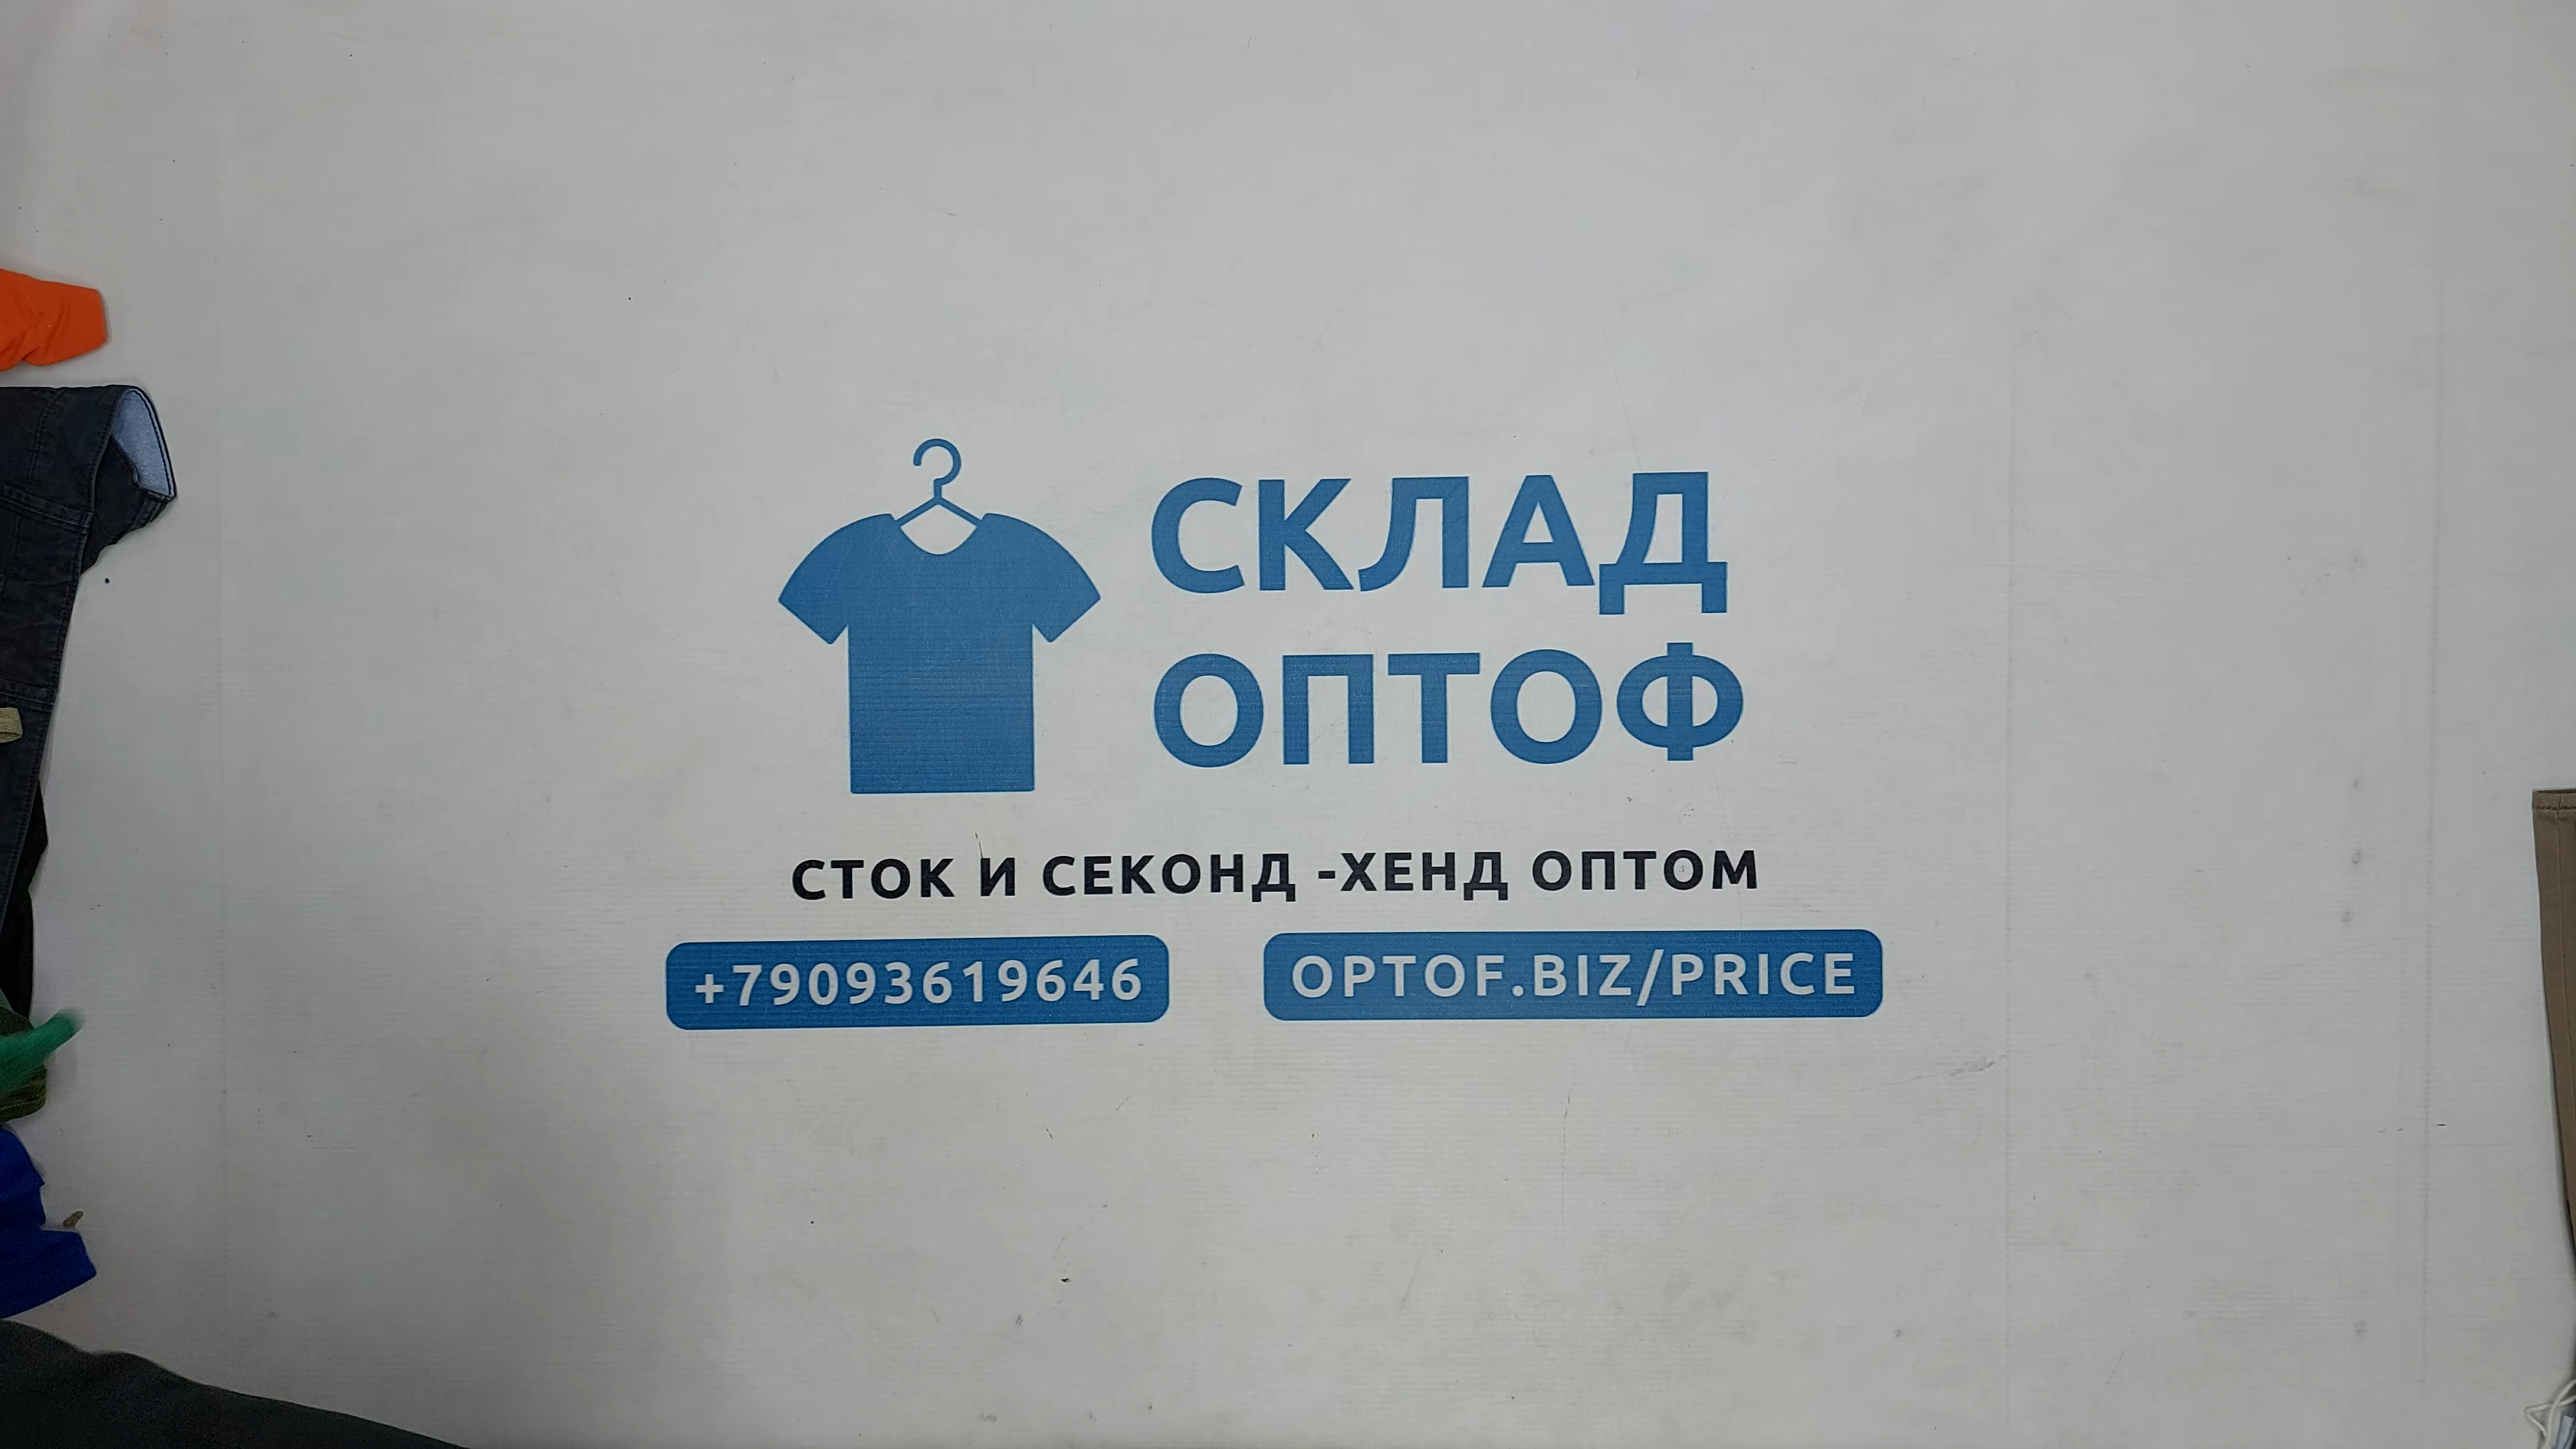 СКЛАД
ОПТОФ
СТОК И СЕКОНД -ХЕНД ОПТОМ
+79093619646
OPTOF.BIZ/PRICE